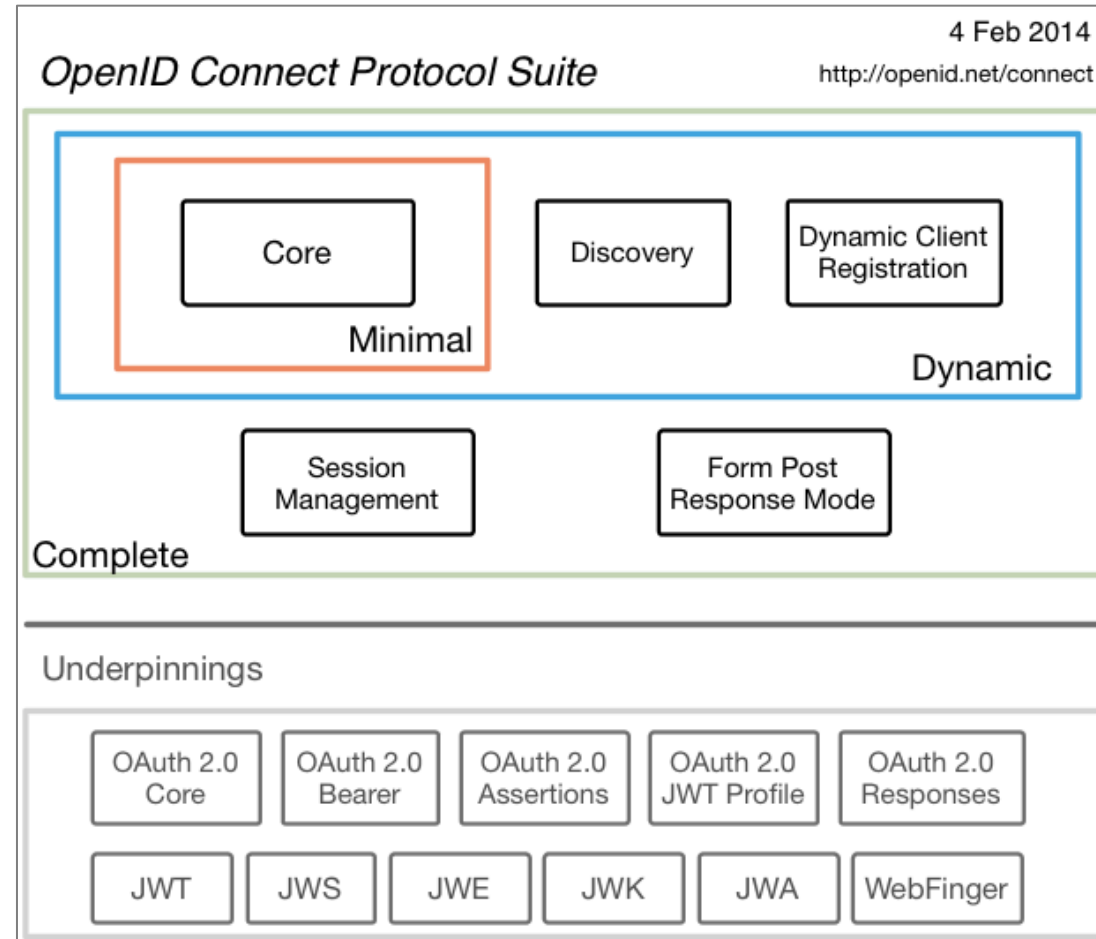 4 Feb 2014
OpenID Connect Protocol Suite
http://openid.net/connect
Core
Minimal
Discovery
Dynamic Client
Registration
Dynamic
Session
Management
Form Post
Response Mode
Complete
Underpinnings
OAuth 2.0
Core
OAuth 2.0
Bearer
OAuth 2.0
Assertions
OAuth 2.0
JWT Profile
OAuth 2.0
Responses
JWT
JWS
JWE
JWK
JWA
WebFinger